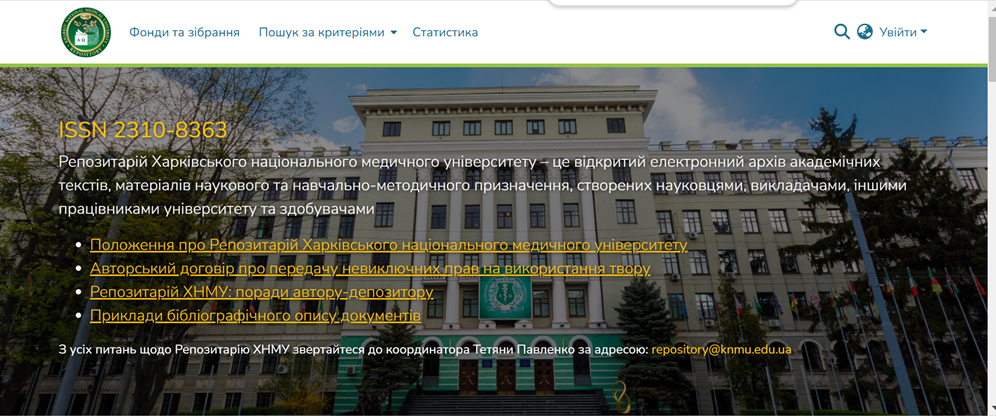 Фонди та зібрання
Пошук за критеріями
Статистика
Увійти
ISSN 2310-8363
Репозитарій Харківського національного медичного університету – це відкритий електронний архів академічних
текстів, матеріалів наукового та навчально-методичного призначення, створених науковцями, викладачами, іншими
працівниками університету та здобувачами
Положення про Репозитарій Харківського національного медичного університету
Авторський договір про передачу невиключних прав на використання твору
Репозитарій ХНМУ: поради автору-депозитору
Приклади бібліографічного опису документів
З усіх питань щодо Репозитарію ХНМУ звертайтеся до координатора Тетяни Павленко за адресою: repository@knmu.edu.ua